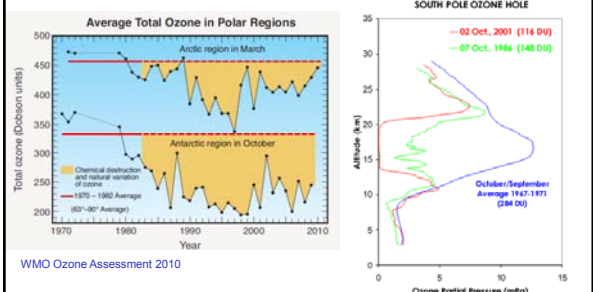 Average Total Ozone in Polar Regions
Total ozone (Dobson units)
500
450
400
350
300
250
200
Arctic region in March
Antarctic region in October
Chemical destruction
and natural variation
of ozone
1970 – 1982 Average
(63°–90° Average)
1970
1980
1990
2000
2010
Year
WMO Ozone Assessment 2010
SOUTH POLE OZONE HOLE
Altitude (km)
35
30
25
20
15
10
5
0
02 Oct., 2001 (116 DU)
07 Oct., 1986 (148 DU)
October/September
Average 1967-1971
(284 DU)
0
5
10
15
Ozone Partial Pressure (mPa)